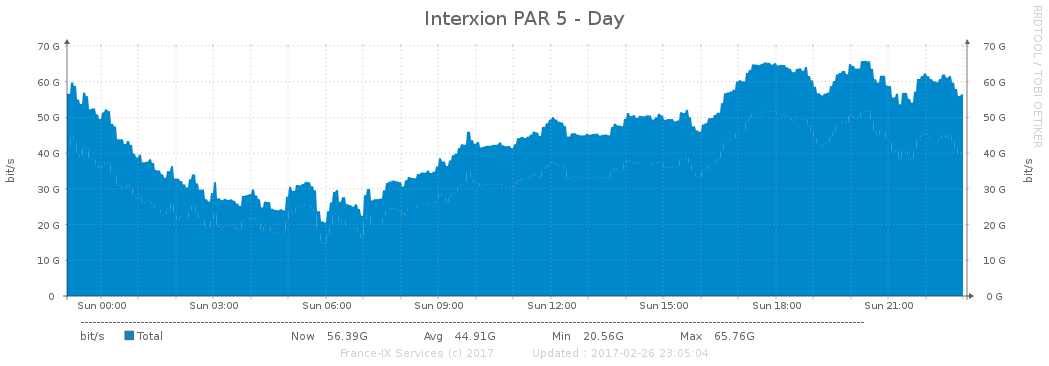 Interxion PAR 5 - Day
RRDTOOL / TOBI OETIKER
70 G 70 G
60 G 60 G
50 G 50 G
40 G 40 G
30 G 30 G
20 G 20 G
10 G 10 G
0 0 G
bit/s bit/s
Sun 00:00 Sun 03:00 Sun 06:00 Sun 09:00 Sun 12:00 Sun 15:00 Sun 18:00 Sun 21:00
bit/s Total Now 56.39G Avg 44.91G Min 20.56G Max 65.76G
France-IX Services (c) 2017 Updated : 2017-02-26 23:05:04